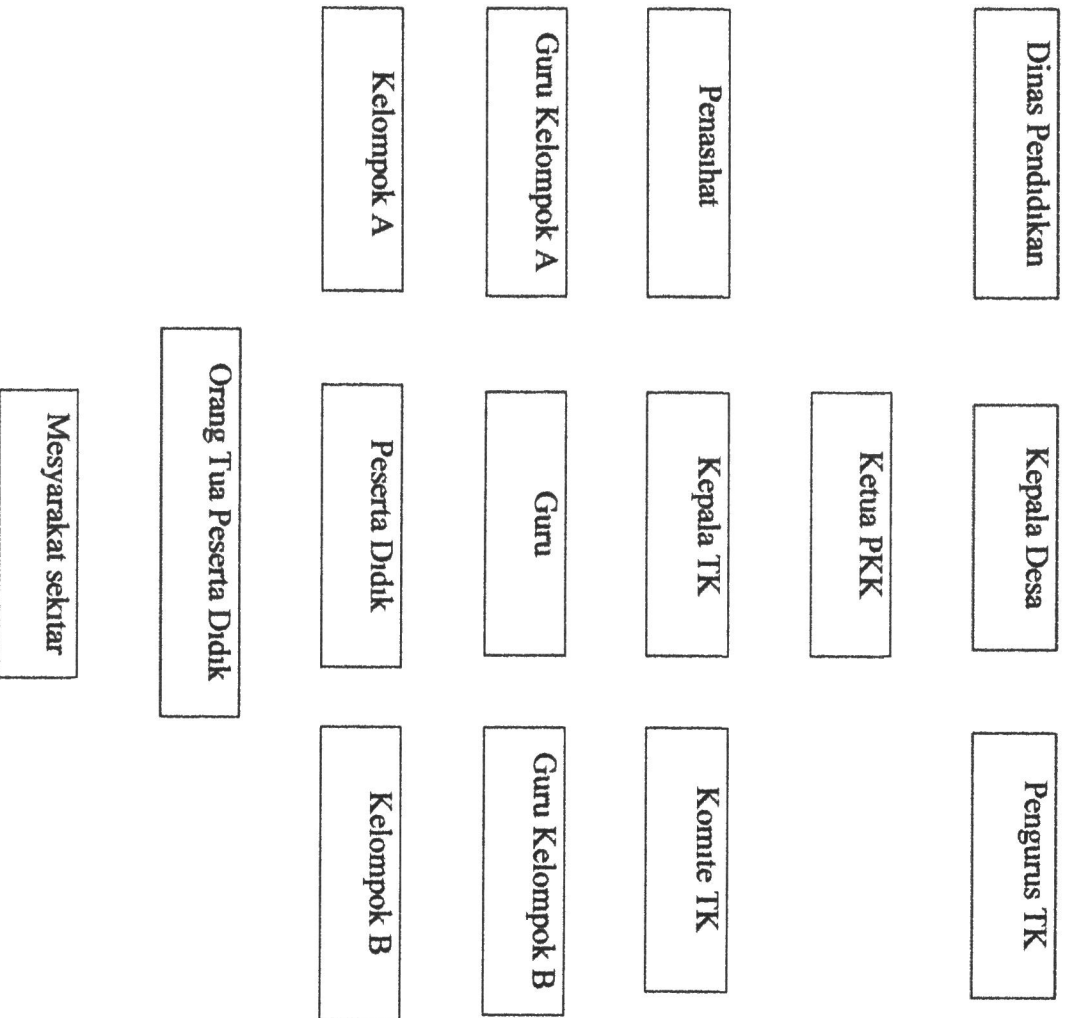 Dinas Pendidikan
Kepala Desa
Pengurus TK
Ketua PKK
Penasihat
Kepala TK
Komite TK
Guru Kelompok A
Guru
Guru Kelompok B
Kelompok A
Peserta Didik
Kelompok B
Orang Tua Peserta Didik
Mesyarakat sekitar